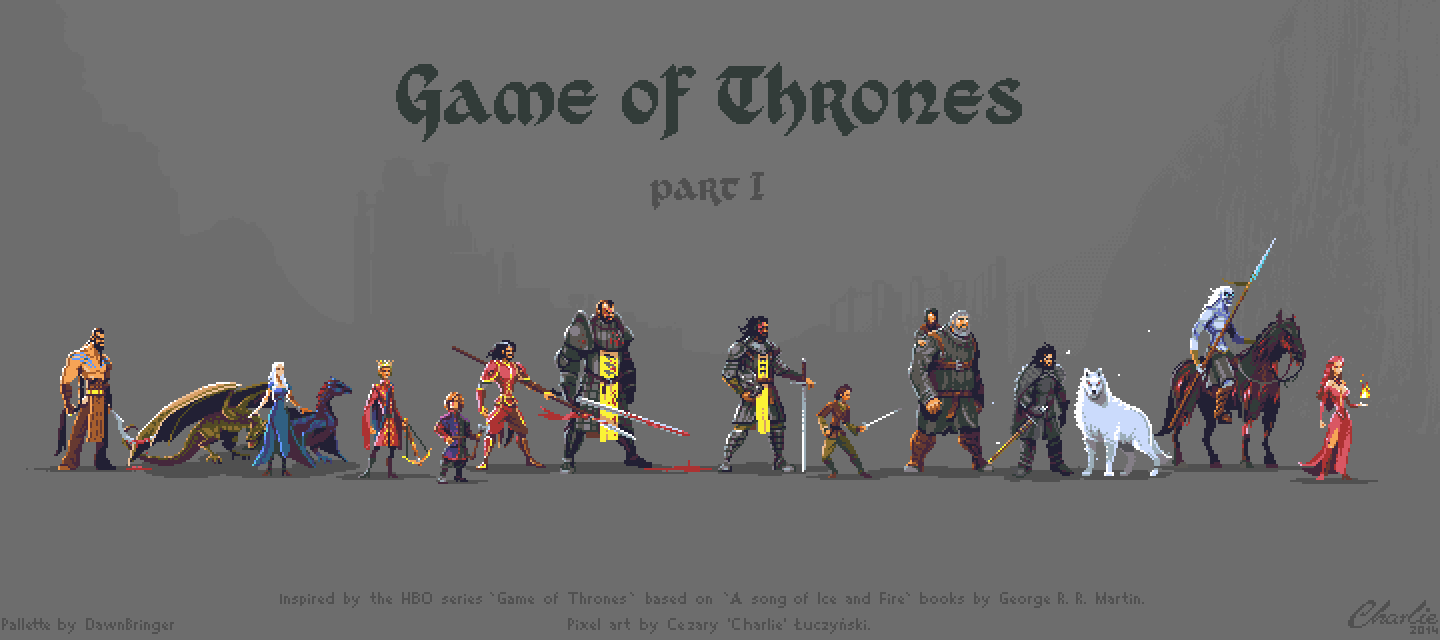 Game of Thrones
part I
Inspired by the HBO series `Game of Thrones` based on `A song of Ice and Fire` books by George R. R. Martin.
Pallette by DawnBringer
Pixel art by Cezary 'Charlie' Łuczyński.
Charlie
2014